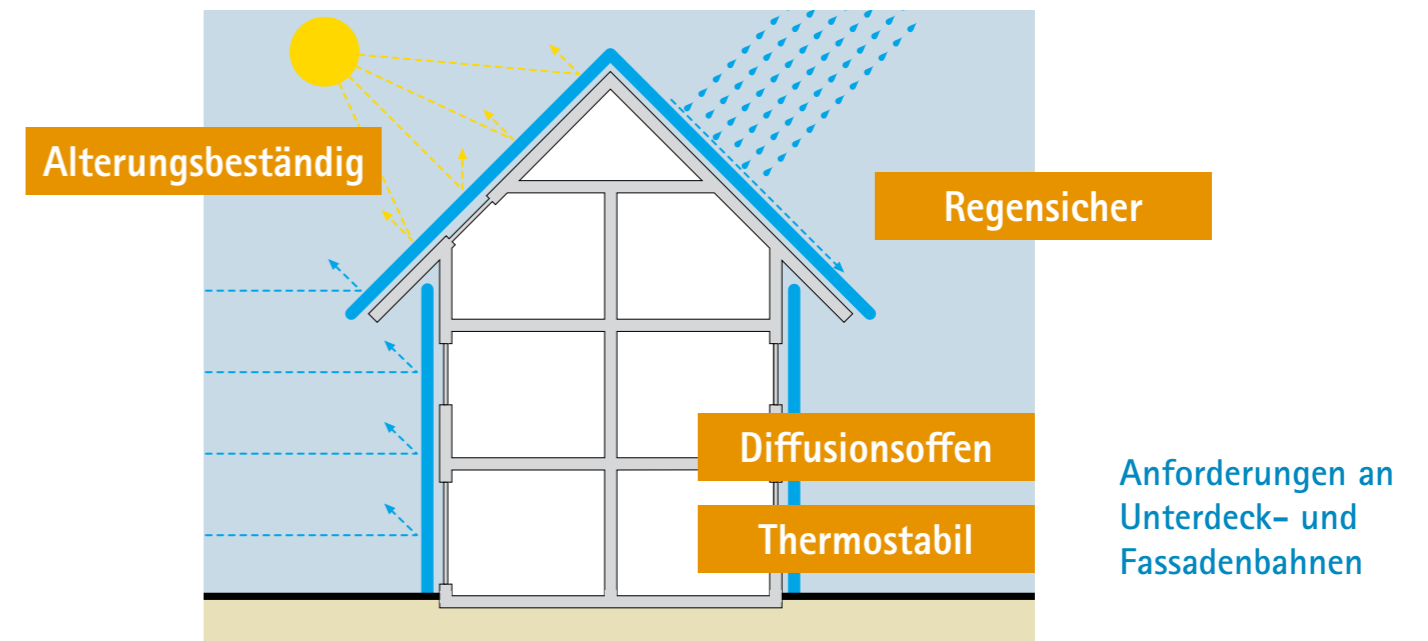 Alterungsbeständig
Regensicher
Diffusionsoffen
Thermostabil
Anforderungen an
Unterdeck- und
Fassadenbahnen